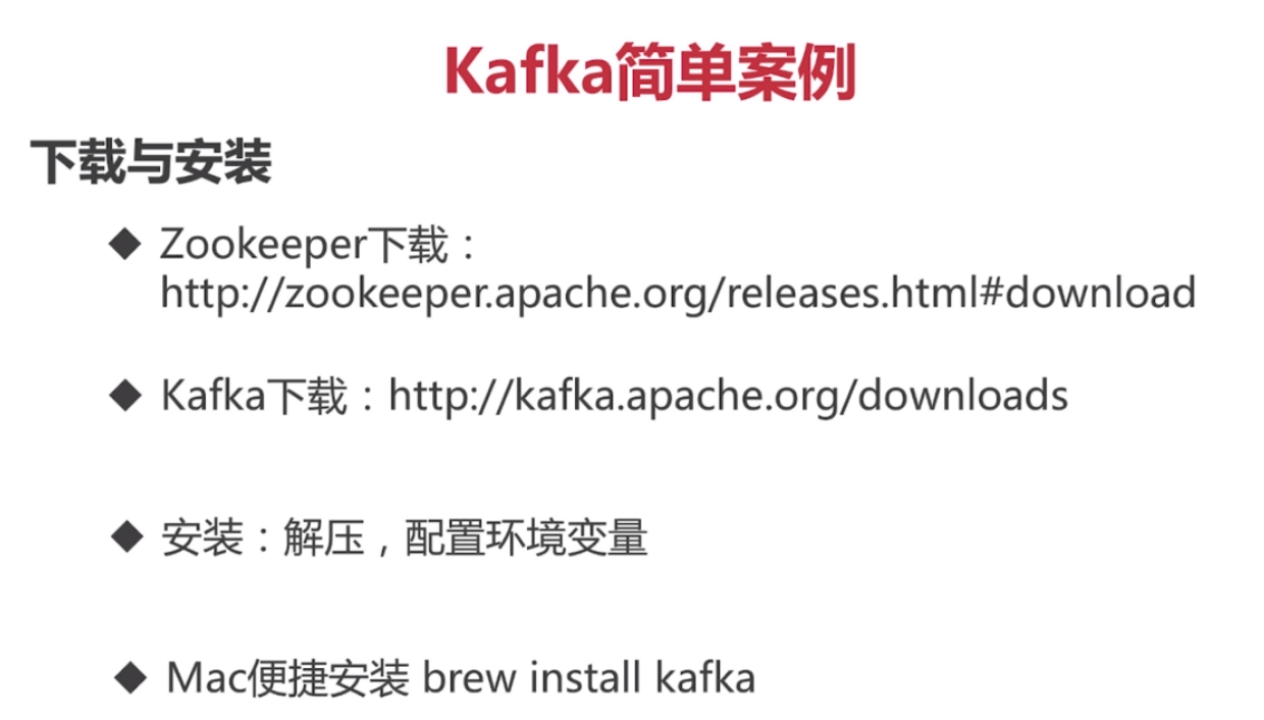 Kafka简单案例
下载与安装
◆ Zookeeper下载：
http://zookeeper.apache.org/releases.html#download
◆ Kafka下载：http://kafka.apache.org/downloads
◆ 安装：解压，配置环境变量
◆ Mac便捷安装 brew install kafka